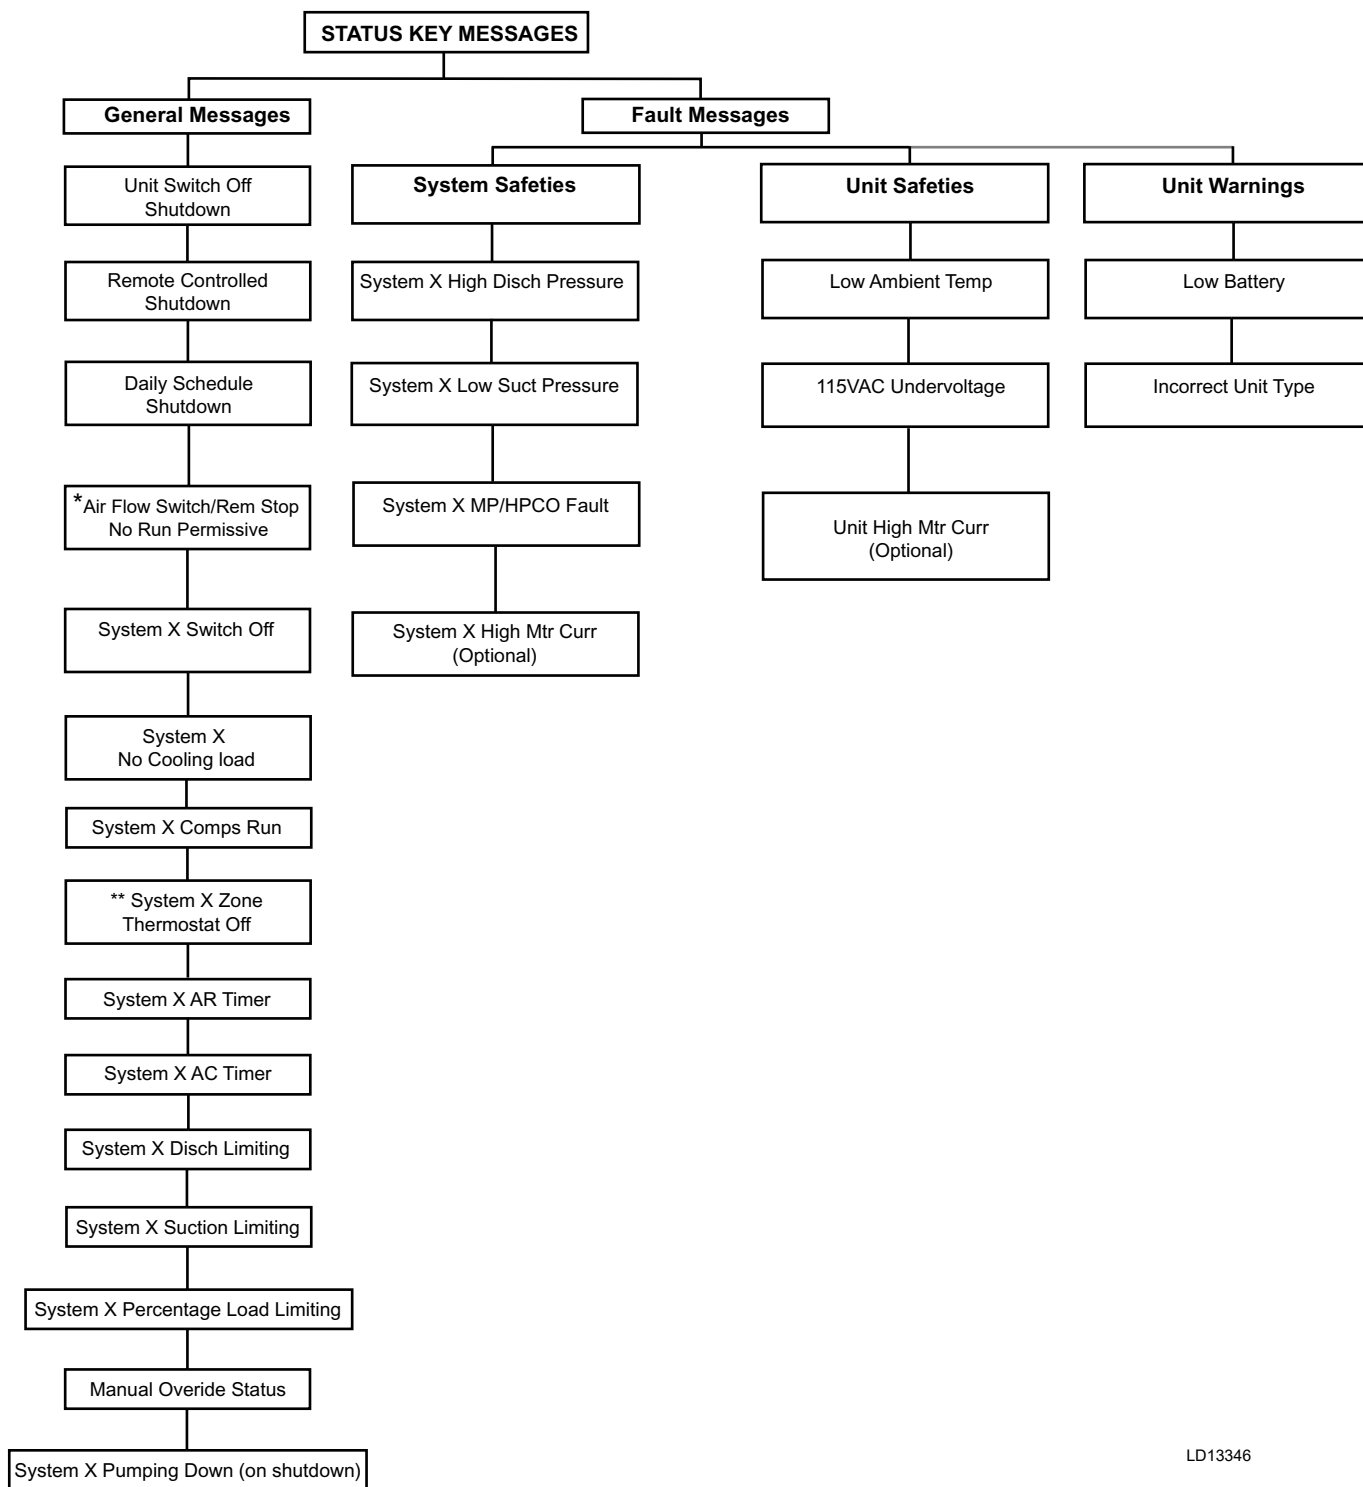 STATUS KEY MESSAGES
General Messages
Fault Messages
Unit Switch Off
Shutdown
Remote Controlled
Shutdown
Daily Schedule
Shutdown
*Air Flow Switch/Rem Stop
No Run Permissive
System X Switch Off
System X
No Cooling load
System X Comps Run
** System X Zone
Thermostat Off
System X AR Timer
System X AC Timer
System X Disch Limiting
System X Suction Limiting
System X Percentage Load Limiting
Manual Overide Status
System X Pumping Down (on shutdown)
System Safeties
System X High Disch Pressure
System X Low Suct Pressure
System X MP/HPCO Fault
System X High Mtr Curr
(Optional)
Unit Safeties
Low Ambient Temp
115VAC Undervoltage
Unit High Mtr Curr
(Optional)
Unit Warnings
Low Battery
Incorrect Unit Type
LD13346